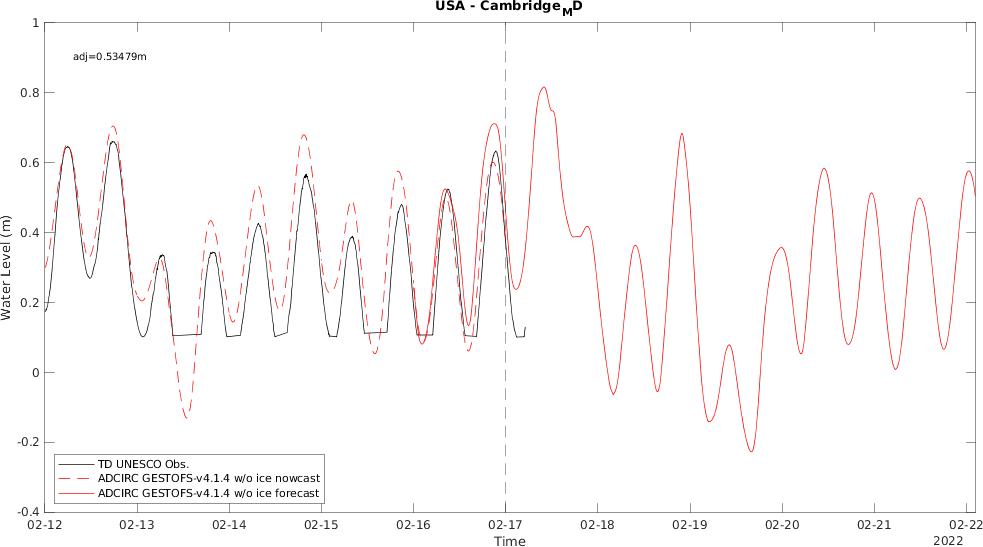 USA - Cambridge_MD
adj=0.53479m
1
0.8
0.6
0.4
0.2
0
-0.2
-0.4
Water Level (m)
TD UNESCO Obs.
ADCIRC GESTOFS-v4.1.4 w/o ice nowcast
ADCIRC GESTOFS-v4.1.4 w/o ice forecast
02-12 02-13 02-14 02-15 02-16 02-17 02-18 02-19 02-20 02-21 02-22
Time
2022